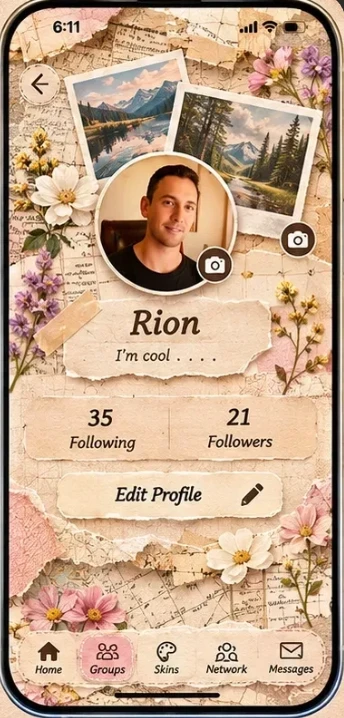 6:11
Rion
I'm cool . . . .
35
Following
21
Followers
Edit Profile
Home
Groups
Skins
Network
Messages